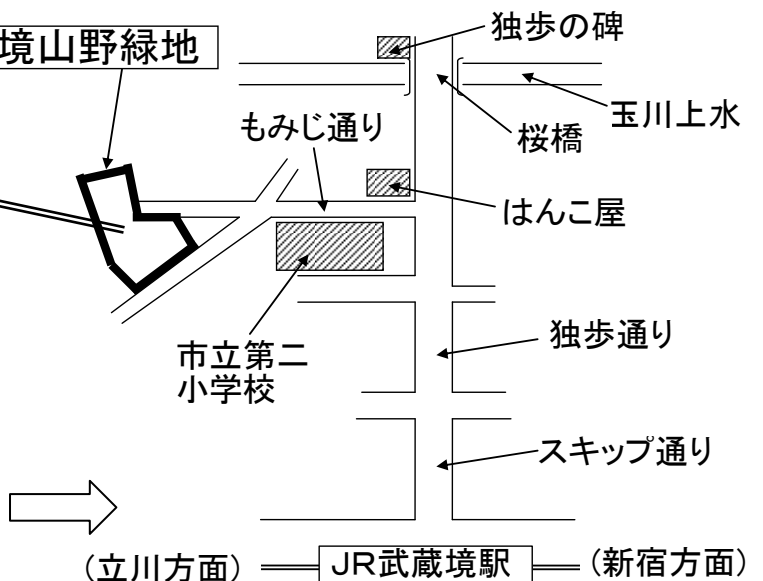 独歩の碑
境山野緑地
玉川上水
もみじ通り
桜橋
はんこ屋
独歩通り
市立第二
小学校
スキップ通り
(立川方面)
JR武蔵境駅
(新宿方面)